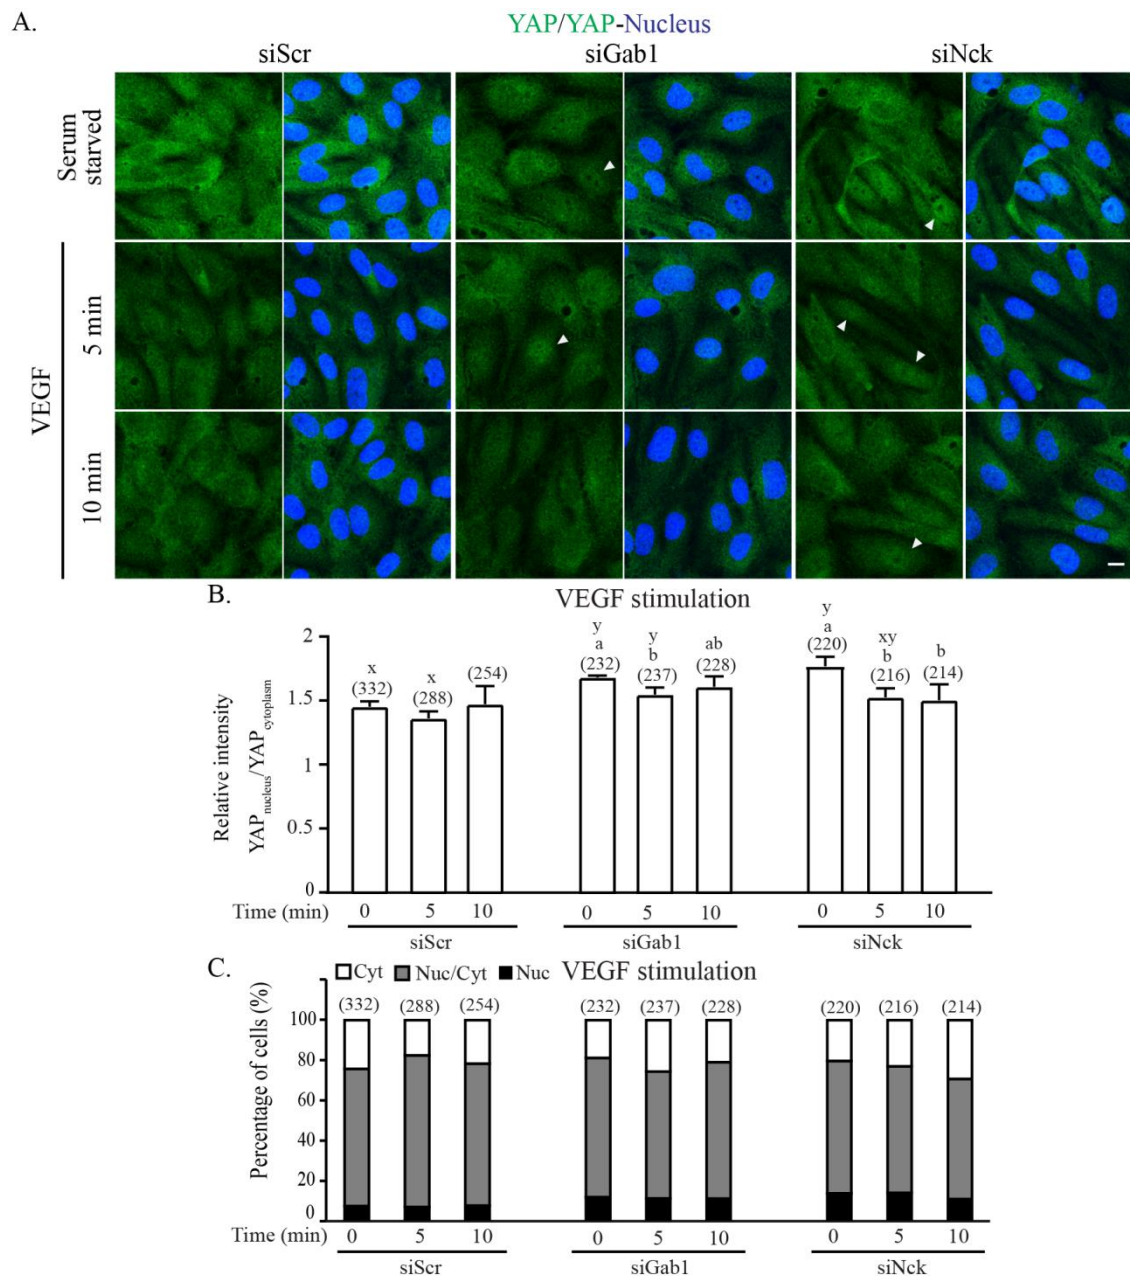 A.
YAP/YAP-Nucleus
siScr siGab1 siNck
Serum starved
VEGF
5 min
10 min
B.
VEGF stimulation
Relative intensity
YAPnucleus/YAPcytoplasm
2
1.5
1
0.5
0
x
(332)
x
(288)
(254)
y
a
(232)
y
b
(237)
ab
(228)
y
a
(220)
xy
b
(216)
b
(214)
Time (min) 0 5 10 0 5 10 0 5 10
siScr siGab1 siNck
C.
VEGF stimulation
Cyt Nuc/Cyt Nuc
Percentage of cells (%)
(332) (288) (254) (232) (237) (228) (220) (216) (214)
100
80
60
40
20
0
Time (min) 0 5 10 0 5 10 0 5 10
siScr siGab1 siNck